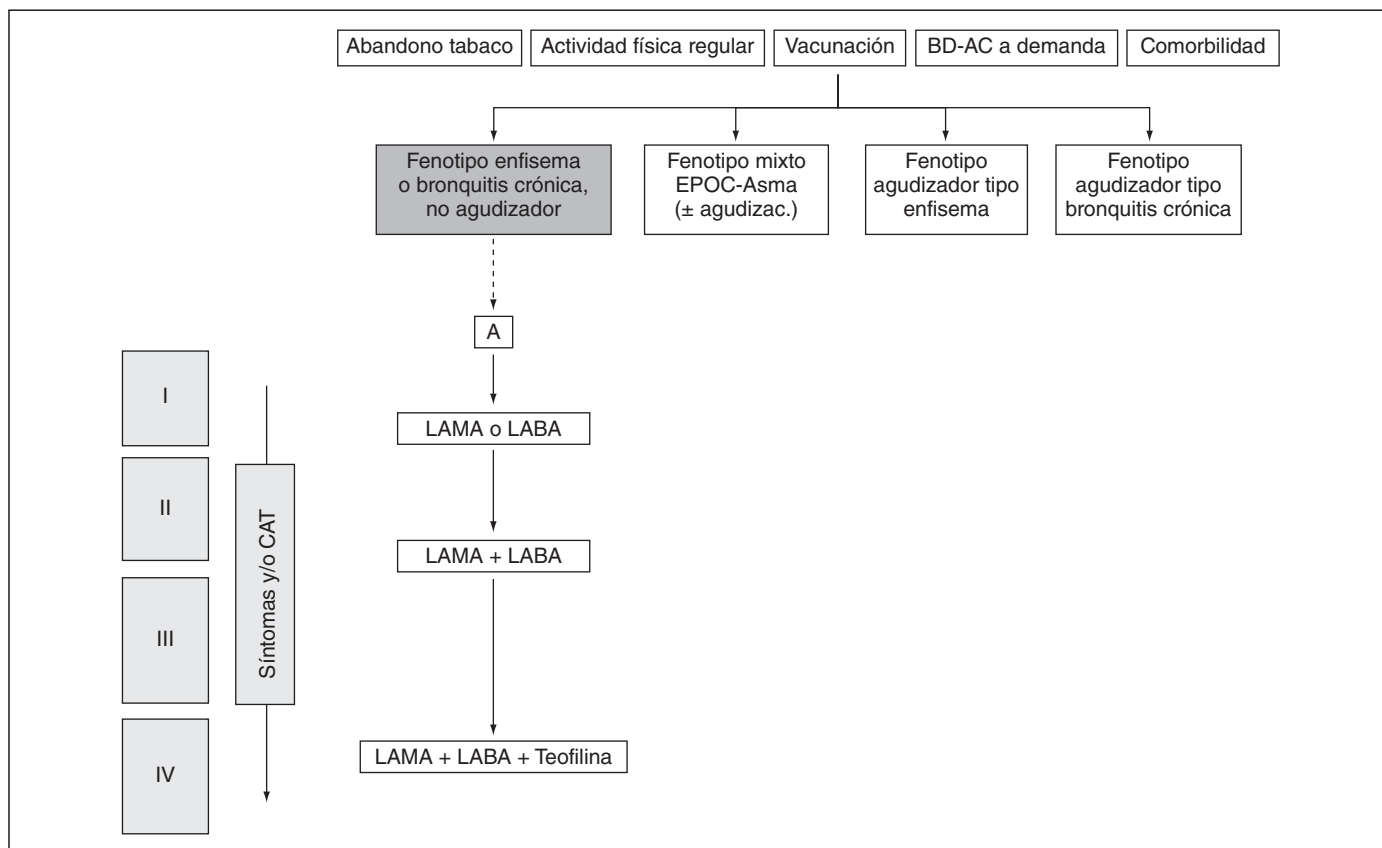 Abandono tabaco
Actividad física regular
Vacunación
BD-AC a demanda
Comorbilidad
Fenotipo enfisema
o bronquitis crónica,
no agudizador
Fenotipo mixto
EPOC-Asma
(± agudizac.)
Fenotipo
agudizador tipo
enfisema
Fenotipo
agudizador tipo
bronquitis crónica
A
I
LAMA o LABA
II
Síntomas y/o CAT
LAMA + LABA
III
IV
LAMA + LABA + Teofilina